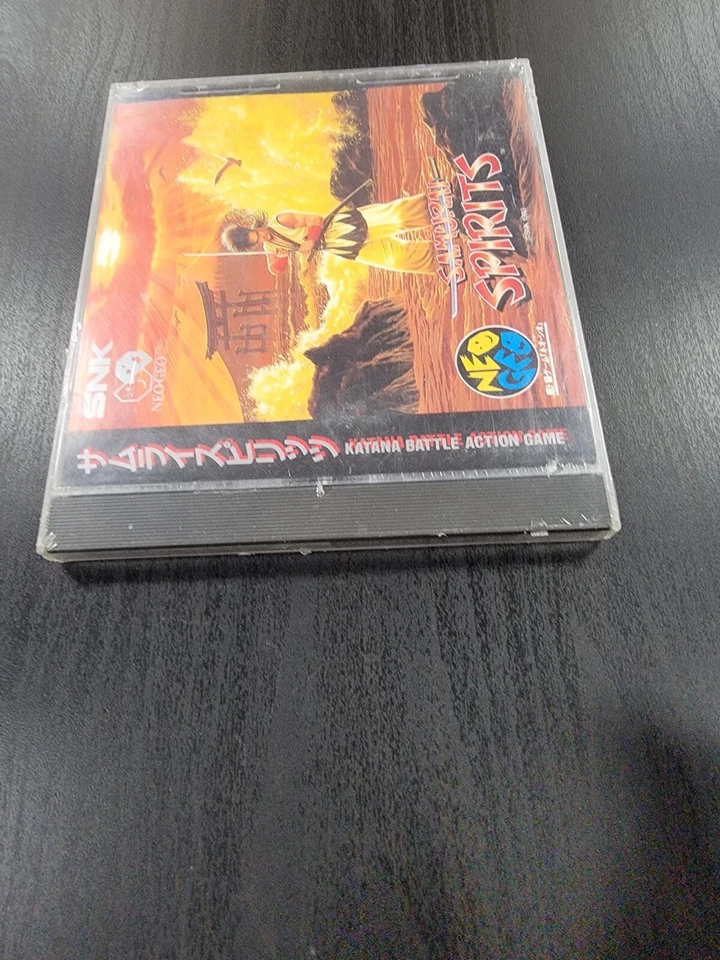 SNK
NEO·GEO
サムライスピリッツ
KATANA BATTLE ACTION GAME
SAMURAI
SPIRITS
NEO
GEO